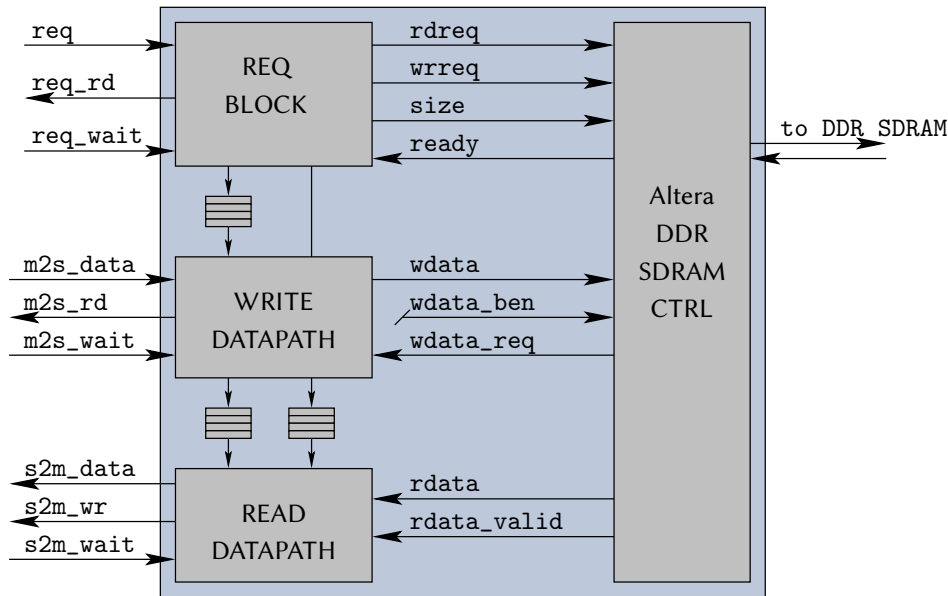 req
req_rd
req_wait
REQ
BLOCK
rdreq
wrreq
size
ready
to DDR SDRAM
Altera
DDR
SDRAM
CTRL
m2s_data
m2s_rd
m2s_wait
WRITE
DATAPATH
wdata
wdata_ben
wdata_req
s2m_data
s2m_wr
s2m_wait
READ
DATAPATH
rdata
rdata_valid